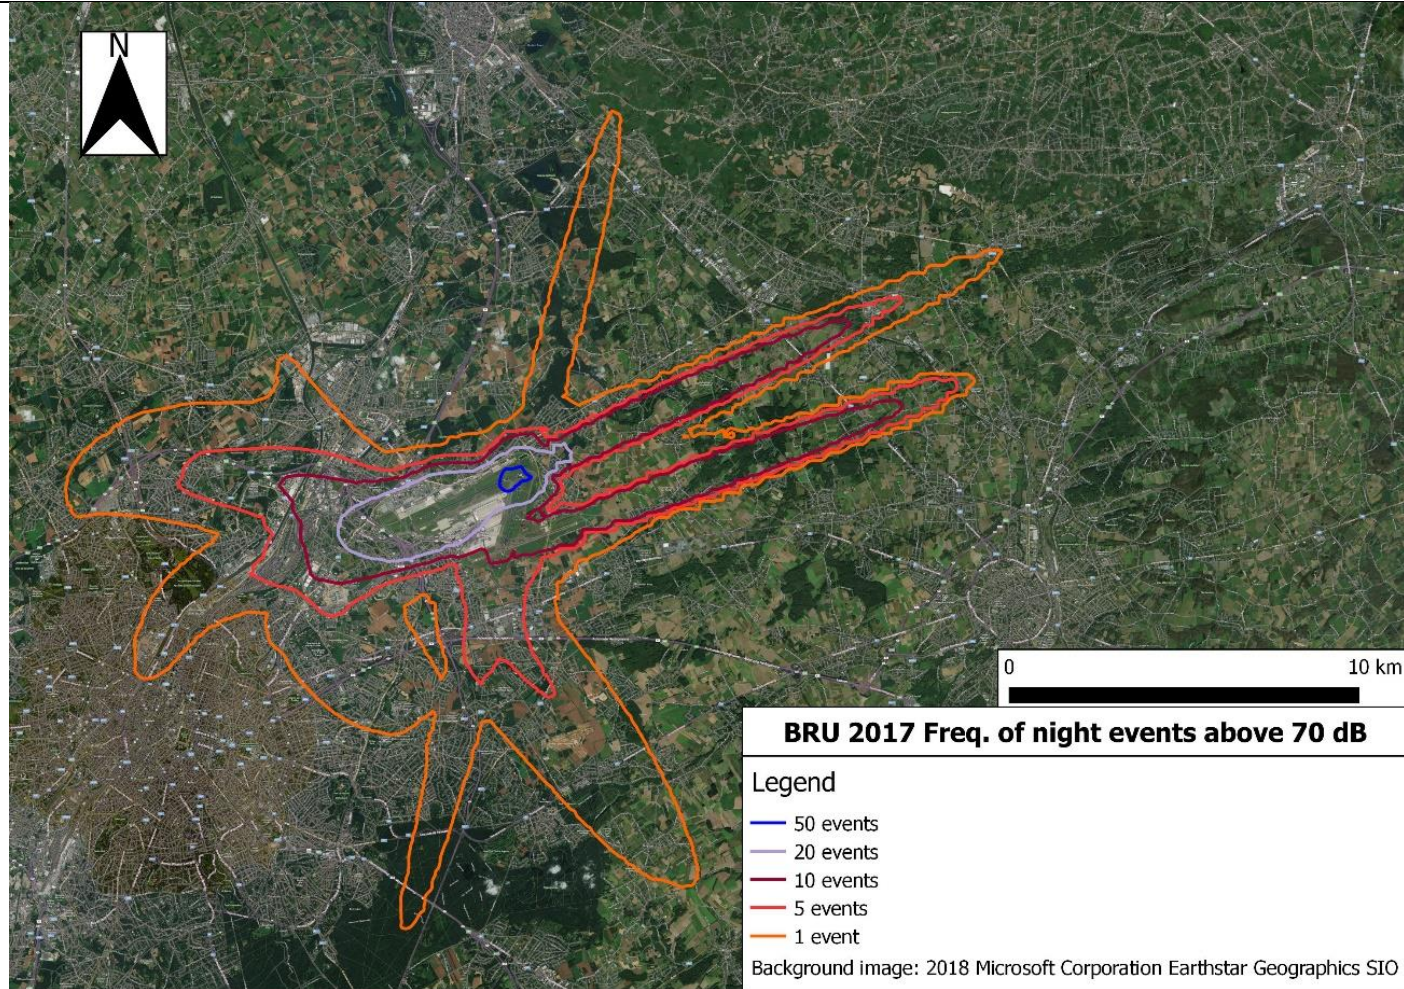 N
0 10 km
BRU 2017 Freq. of night events above 70 dB
Legend
50 events
20 events
10 events
5 events
1 event
Background image: 2018 Microsoft Corporation Earthstar Geographics SIO